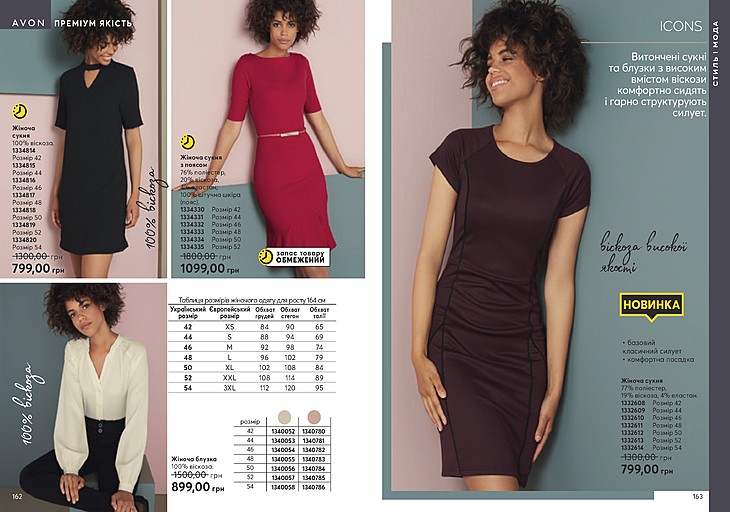 AVON ПРЕМІУМ ЯКІСТЬ
Жіноча
сукня
100% віскоза.
1334814
Розмір 42
1334815
Розмір 44
1334816
Розмір 46
1334817
Розмір 48
1334818
Розмір 50
1334819
Розмір 52
1334820
Розмір 54
1300,00 грн
799,00 грн
100% віскоза
Жіноча сукня
з поясом
76% поліестер,
20% віскоза,
100% штучна шкіра
(пояс).
1334330 Розмір 42
1334331 Розмір 44
1334332 Розмір 46
1334333 Розмір 48
1334334 Розмір 50
1334335 Розмір 52
1800,00 грн
1099,00 грн
запас товару
ОБМЕЖЕНИЙ
100% віскоза
Таблиця розмірів жіночого одягу для росту 164 см
Український розмір Європейський розмір Обхват грудей Обхват стегон Обхват талії
42 XS 84 90 65
44 S 88 94 69
46 M 92 98 74
48 L 96 102 79
50 XL 102 108 84
52 XXL 108 114 89
54 3XL 112 120 95
розмір
42 1340052 1340780
44 1340053 1340781
46 1340054 1340782
48 1340055 1340783
50 1340056 1340784
52 1340057 1340785
54 1340058 1340786
Жіноча блузка
100% віскоза.
1500,00 грн
899,00 грн
162
ICONS
СТИЛЬ І МОДА
Витончені сукні
та блузки з високим
вмістом віскози
комфортно сидять
і гарно структурують
силует.
віскоза високої
якості
НОВИНКА
• базовий
класичний силует
• комфортна посадка
Жіноча сукня
77% поліестер,
19% віскоза, 4% еластан.
1332608 Розмір 42
1332609 Розмір 44
1332610 Розмір 46
1332611 Розмір 48
1332612 Розмір 50
1332613 Розмір 52
1332614 Розмір 54
1300,00 грн
799,00 грн
163